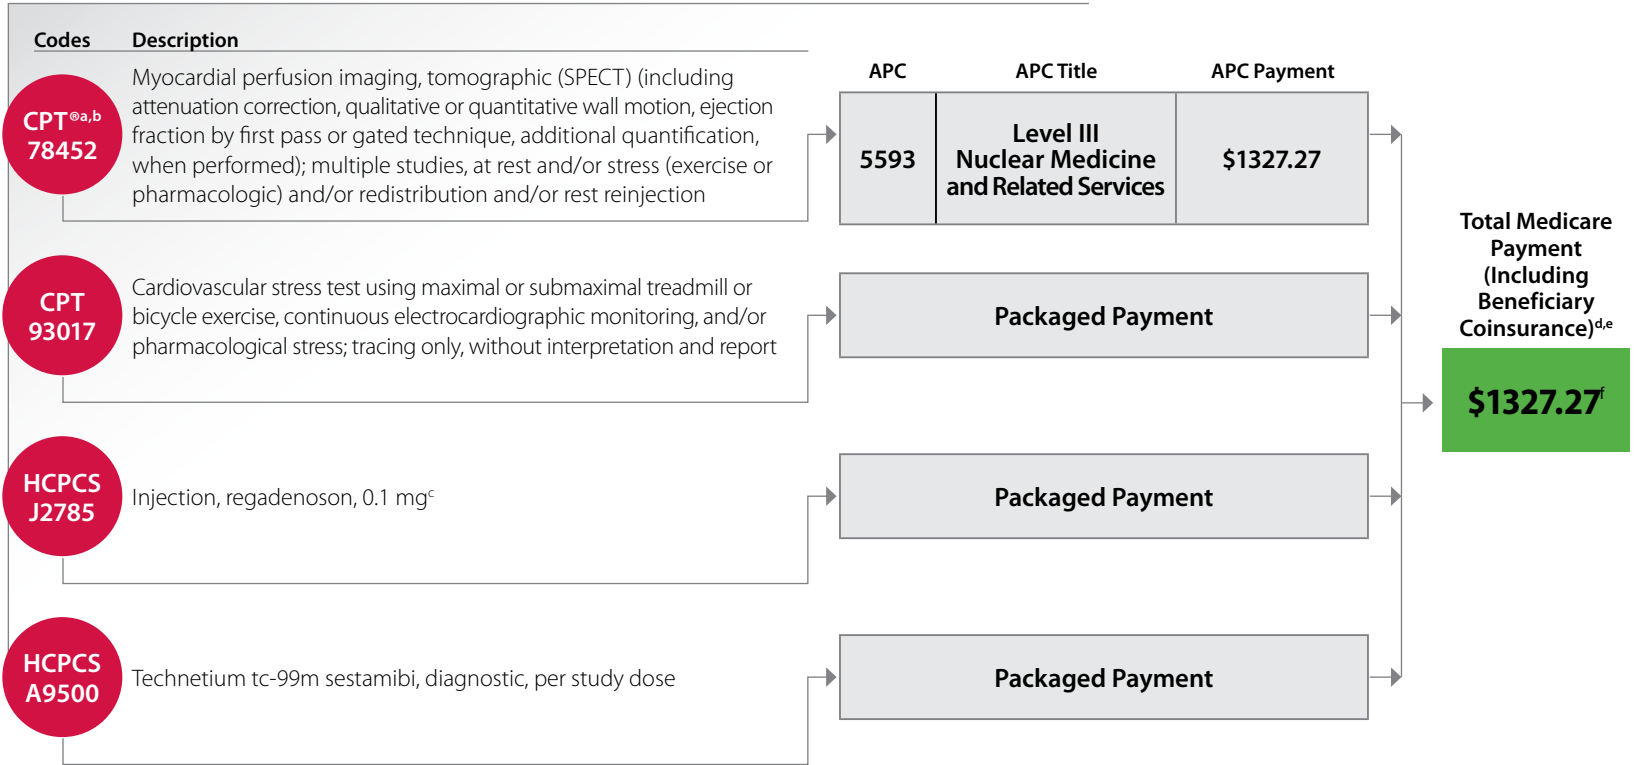 Codes Description
CPT®a,b
78452
Myocardial perfusion imaging, tomographic (SPECT) (including
attenuation correction, qualitative or quantitative wall motion, ejection
fraction by first pass or gated technique, additional quantification,
when performed); multiple studies, at rest and/or stress (exercise or
pharmacologic) and/or redistribution and/or rest reinjection
APC APC Title APC Payment
5593
Level III
Nuclear Medicine
and Related Services
$1327.27
CPT
93017
Cardiovascular stress test using maximal or submaximal treadmill or
bicycle exercise, continuous electrocardiographic monitoring, and/or
pharmacological stress; tracing only, without interpretation and report
Packaged Payment
HCPCS
J2785
Injection, regadenoson, 0.1 mgc
Packaged Payment
HCPCS
A9500
Technetium tc-99m sestamibi, diagnostic, per study dose
Packaged Payment
Total Medicare
Payment
(Including
Beneficiary
Coinsurance)d,e
$1327.27f